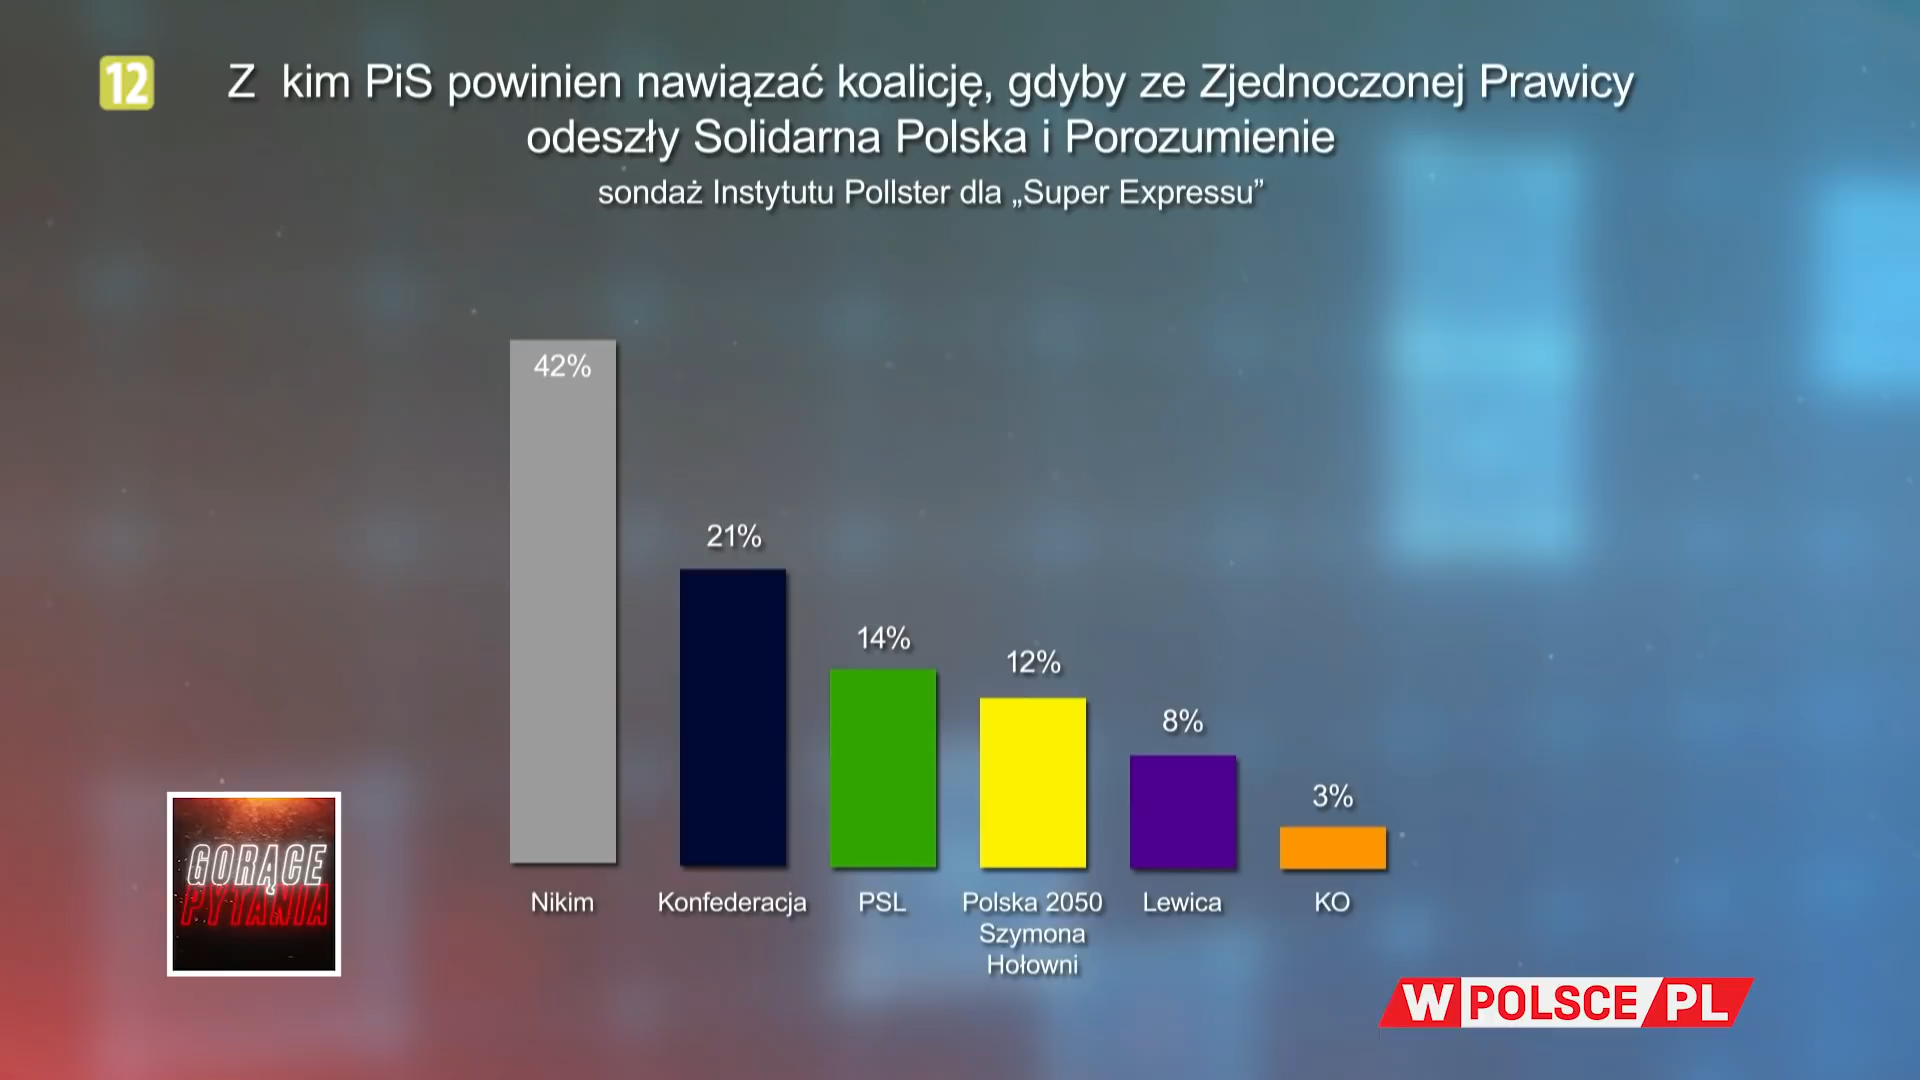 12
Z kim PiS powinien nawiązać koalicję, gdyby ze Zjednoczonej Prawicy
odeszły Solidarna Polska i Porozumienie
sondaż Instytutu Pollster dla „Super Expressu”
42%
21%
14%
12%
8%
3%
Nikim
Konfederacja
PSL
Polska 2050
Szymona
Hołowni
Lewica
KO
GORĄCE
PYTANIA
W POLSCE/PL